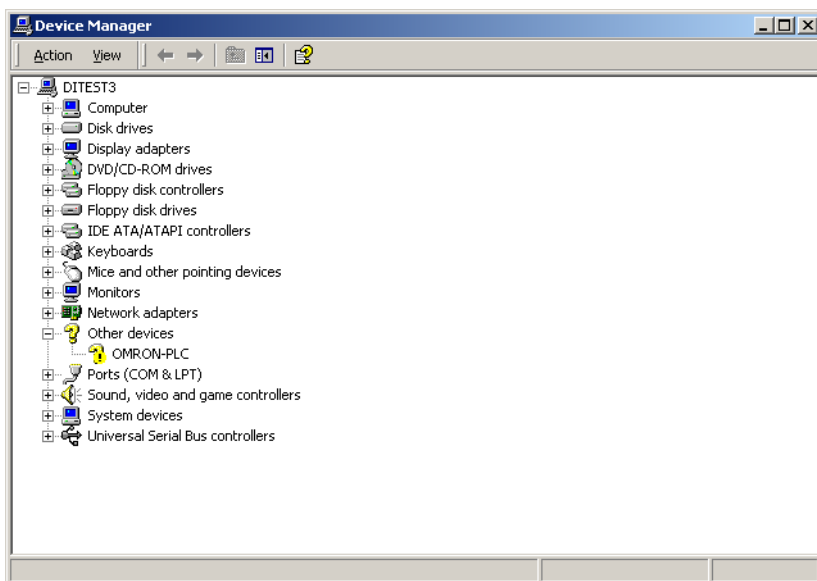 Device Manager
Action View
DITEST3
Computer
Disk drives
Display adapters
DVD/CD-ROM drives
Floppy disk controllers
Floppy disk drives
IDE ATA/ATAPI controllers
Keyboards
Mice and other pointing devices
Monitors
Network adapters
Other devices
OMRON-PLC
Ports (COM & LPT)
Sound, video and game controllers
System devices
Universal Serial Bus controllers